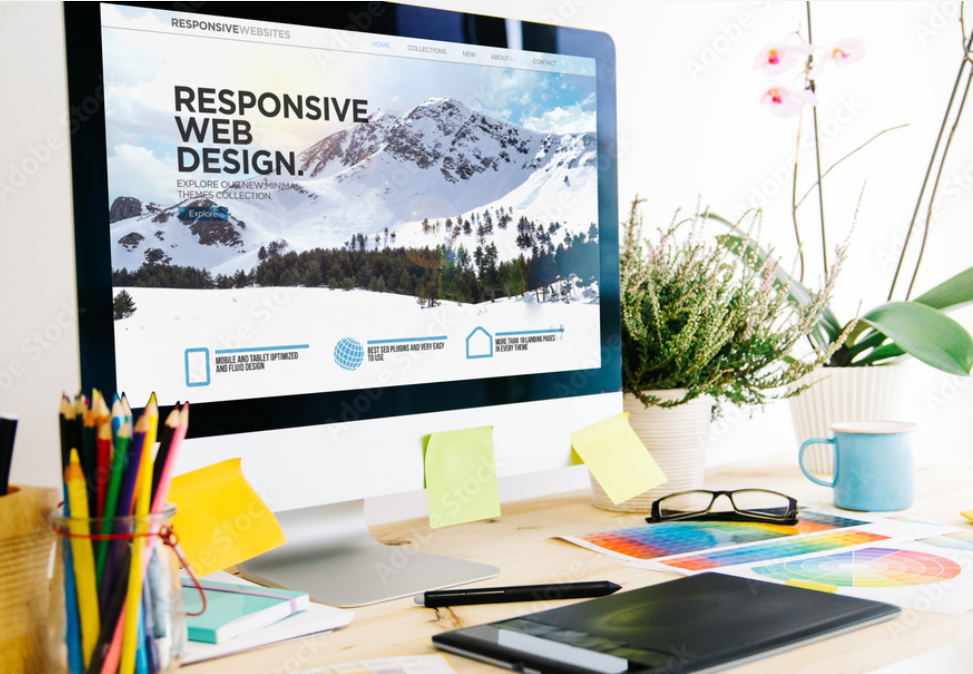 RESPONSIVEWEBSITES
HOME COLLECTIONS NEW ABOUT CONTACT
RESPONSIVE
WEB
DESIGN.
EXPLORE OUR NEW MINIMAL
THEMES COLLECTION.
Explore
MOBILE AND TABLET OPTIMIZED
AND FLUID DESIGN
BEST SEO PLUGINS AND VERY EASY
TO USE
MORE THAN 10 LANDING PAGES
IN EVERY THEME
Adobe Stock